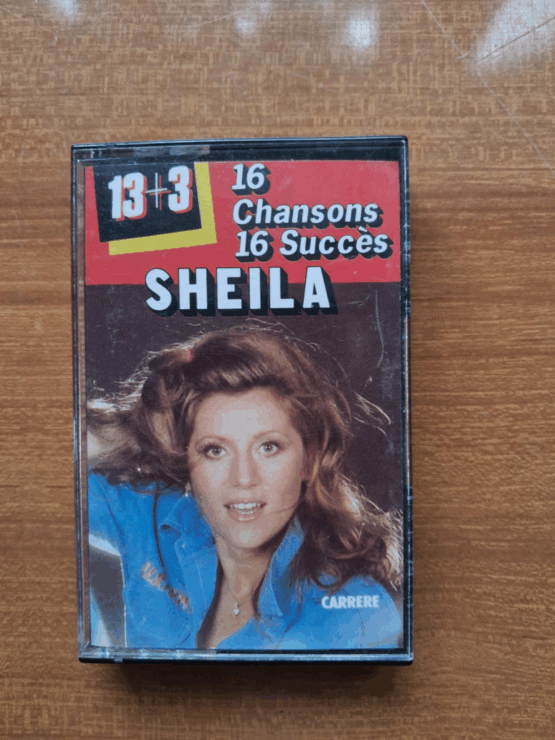 13+3
16
Chansons
16 Succès
SHEILA
CARRERE